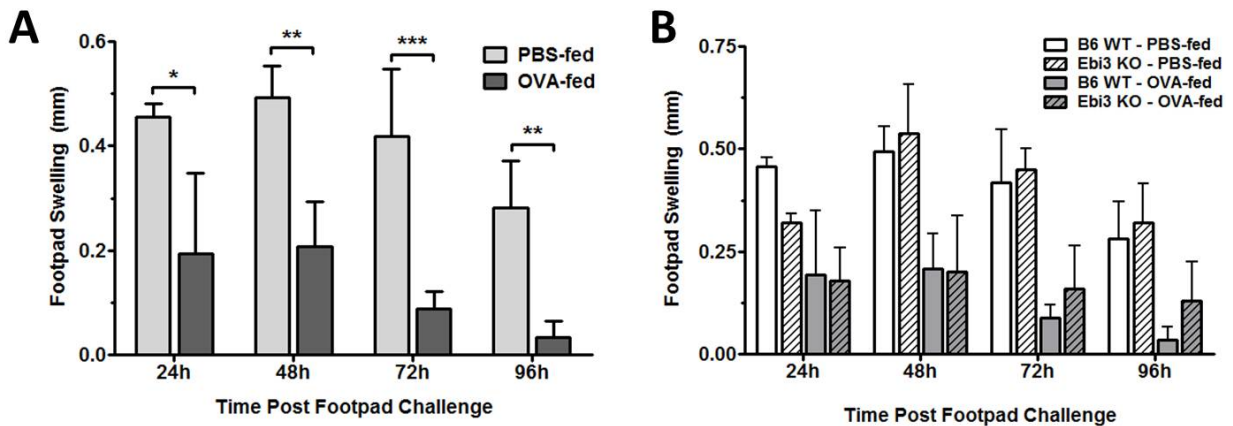 A
Footpad Swelling (mm)
0.6
0.4
0.2
0.0
*
**
***
**
PBS-fed
OVA-fed
24h 48h 72h 96h
Time Post Footpad Challenge
B
Footpad Swelling (mm)
0.75
0.50
0.25
0.00
B6 WT - PBS-fed
Ebi3 KO - PBS-fed
B6 WT - OVA-fed
Ebi3 KO - OVA-fed
24h 48h 72h 96h
Time Post Footpad Challenge